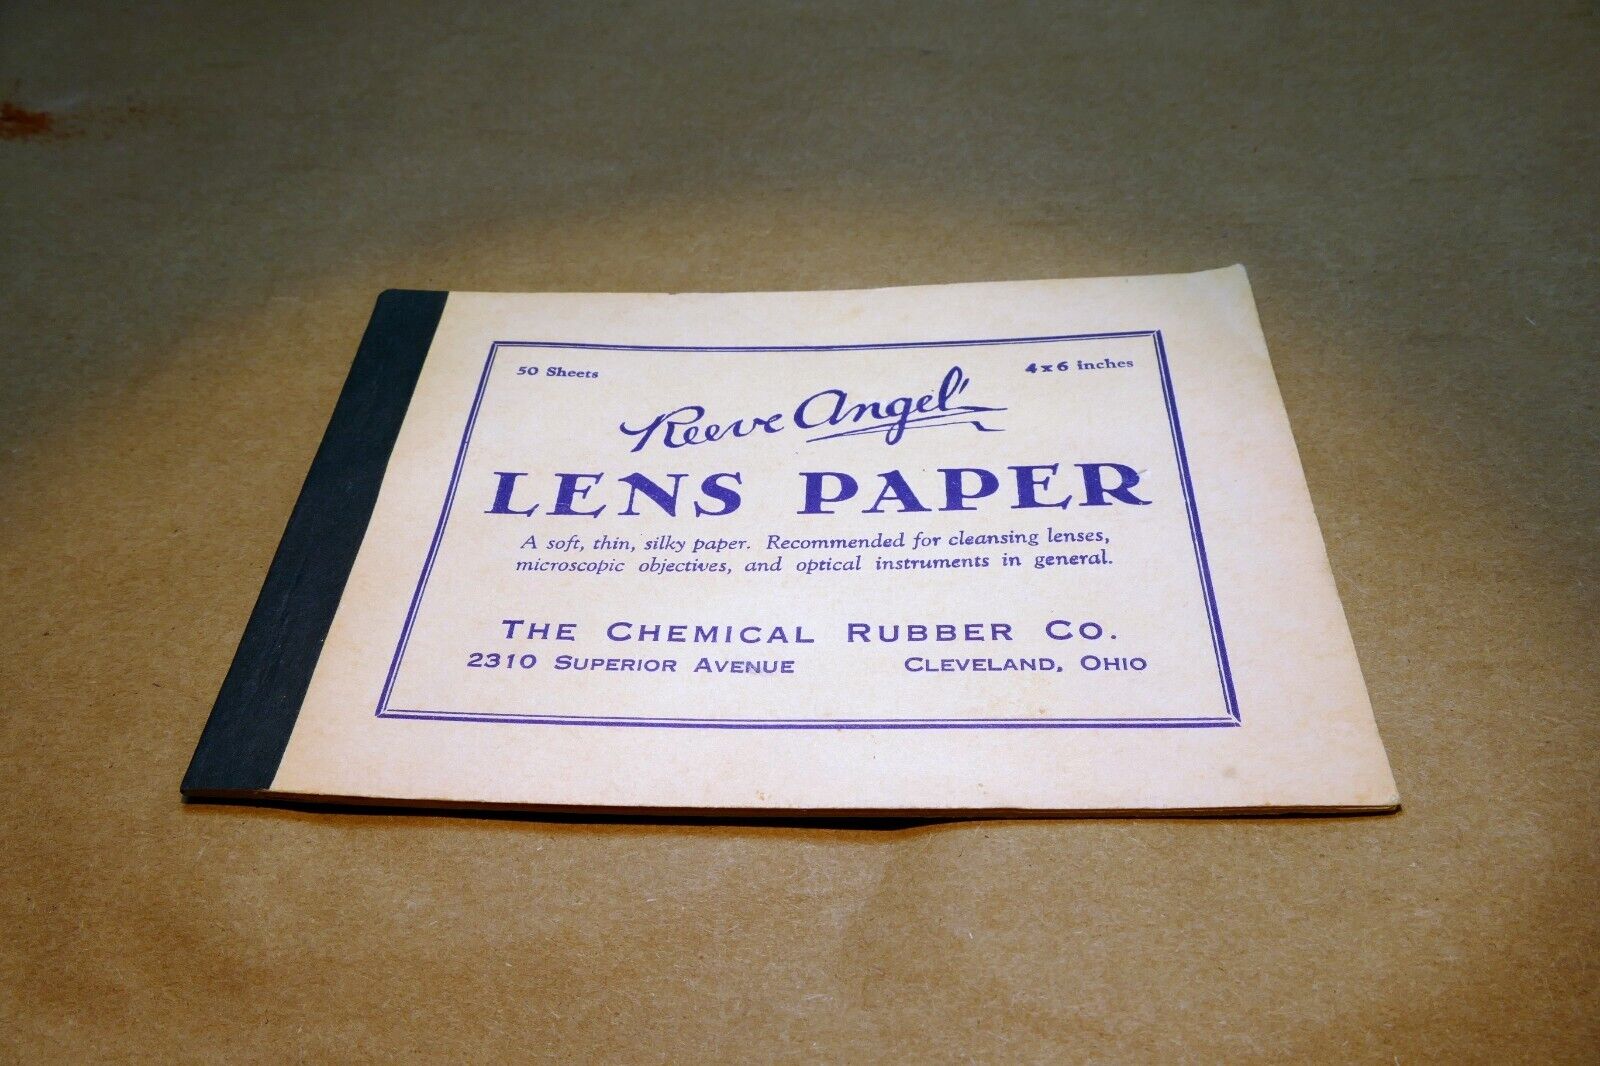 50 Sheets 4 x 6 inches
Reeve Angel
LENS PAPER
A soft, thin, silky paper. Recommended for cleansing lenses,
microscopic objectives, and optical instruments in general.
THE CHEMICAL RUBBER CO.
2310 SUPERIOR AVENUE CLEVELAND, OHIO